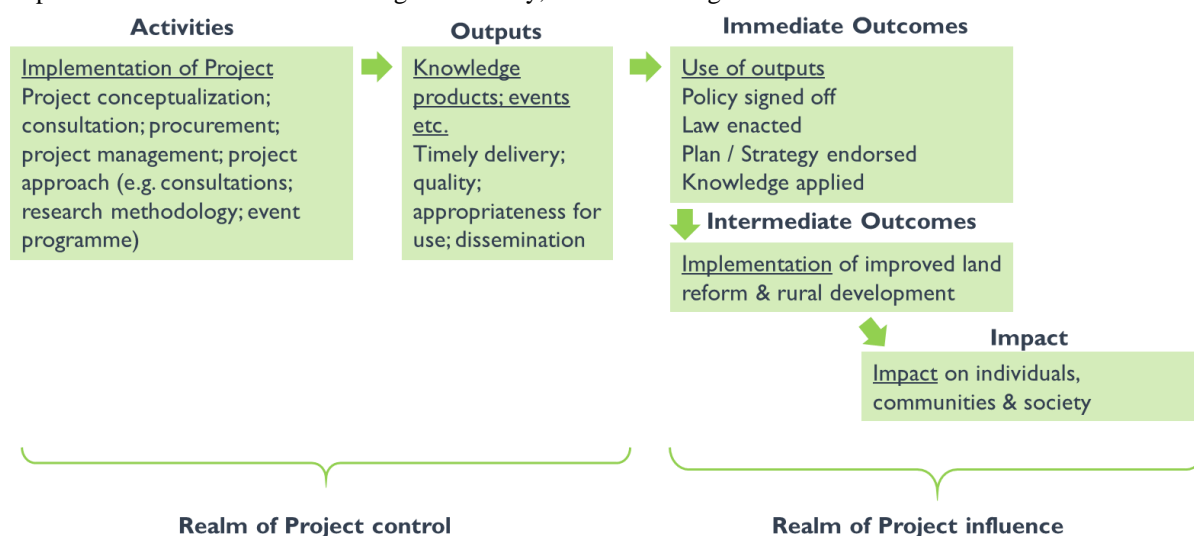 Activities
Implementation of Project
Project conceptualization;
consultation; procurement;
project management; project
approach (e.g. consultations;
research methodology; event
programme)
Outputs
Knowledge
products; events
etc.
Timely delivery;
quality;
appropriateness for
use; dissemination
Immediate Outcomes
Use of outputs
Policy signed off
Law enacted
Plan / Strategy endorsed
Knowledge applied
Intermediate Outcomes
Implementation of improved land
reform & rural development
Impact
Impact on individuals,
communities & society
Realm of Project control
Realm of Project influence